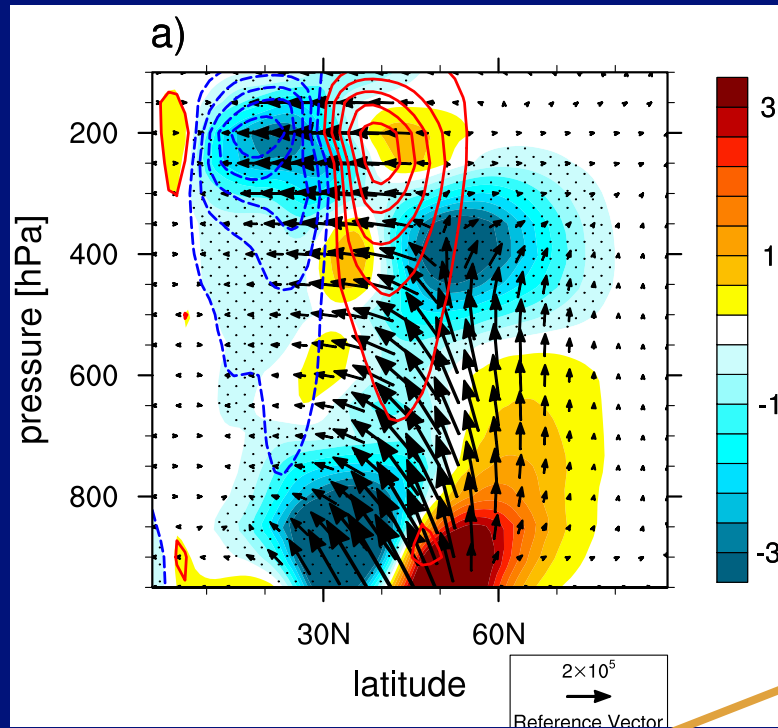 a)
pressure [hPa]
200
400
600
800
30N
60N
latitude
3
1
-1
-3
2×10⁵
Reference Vector